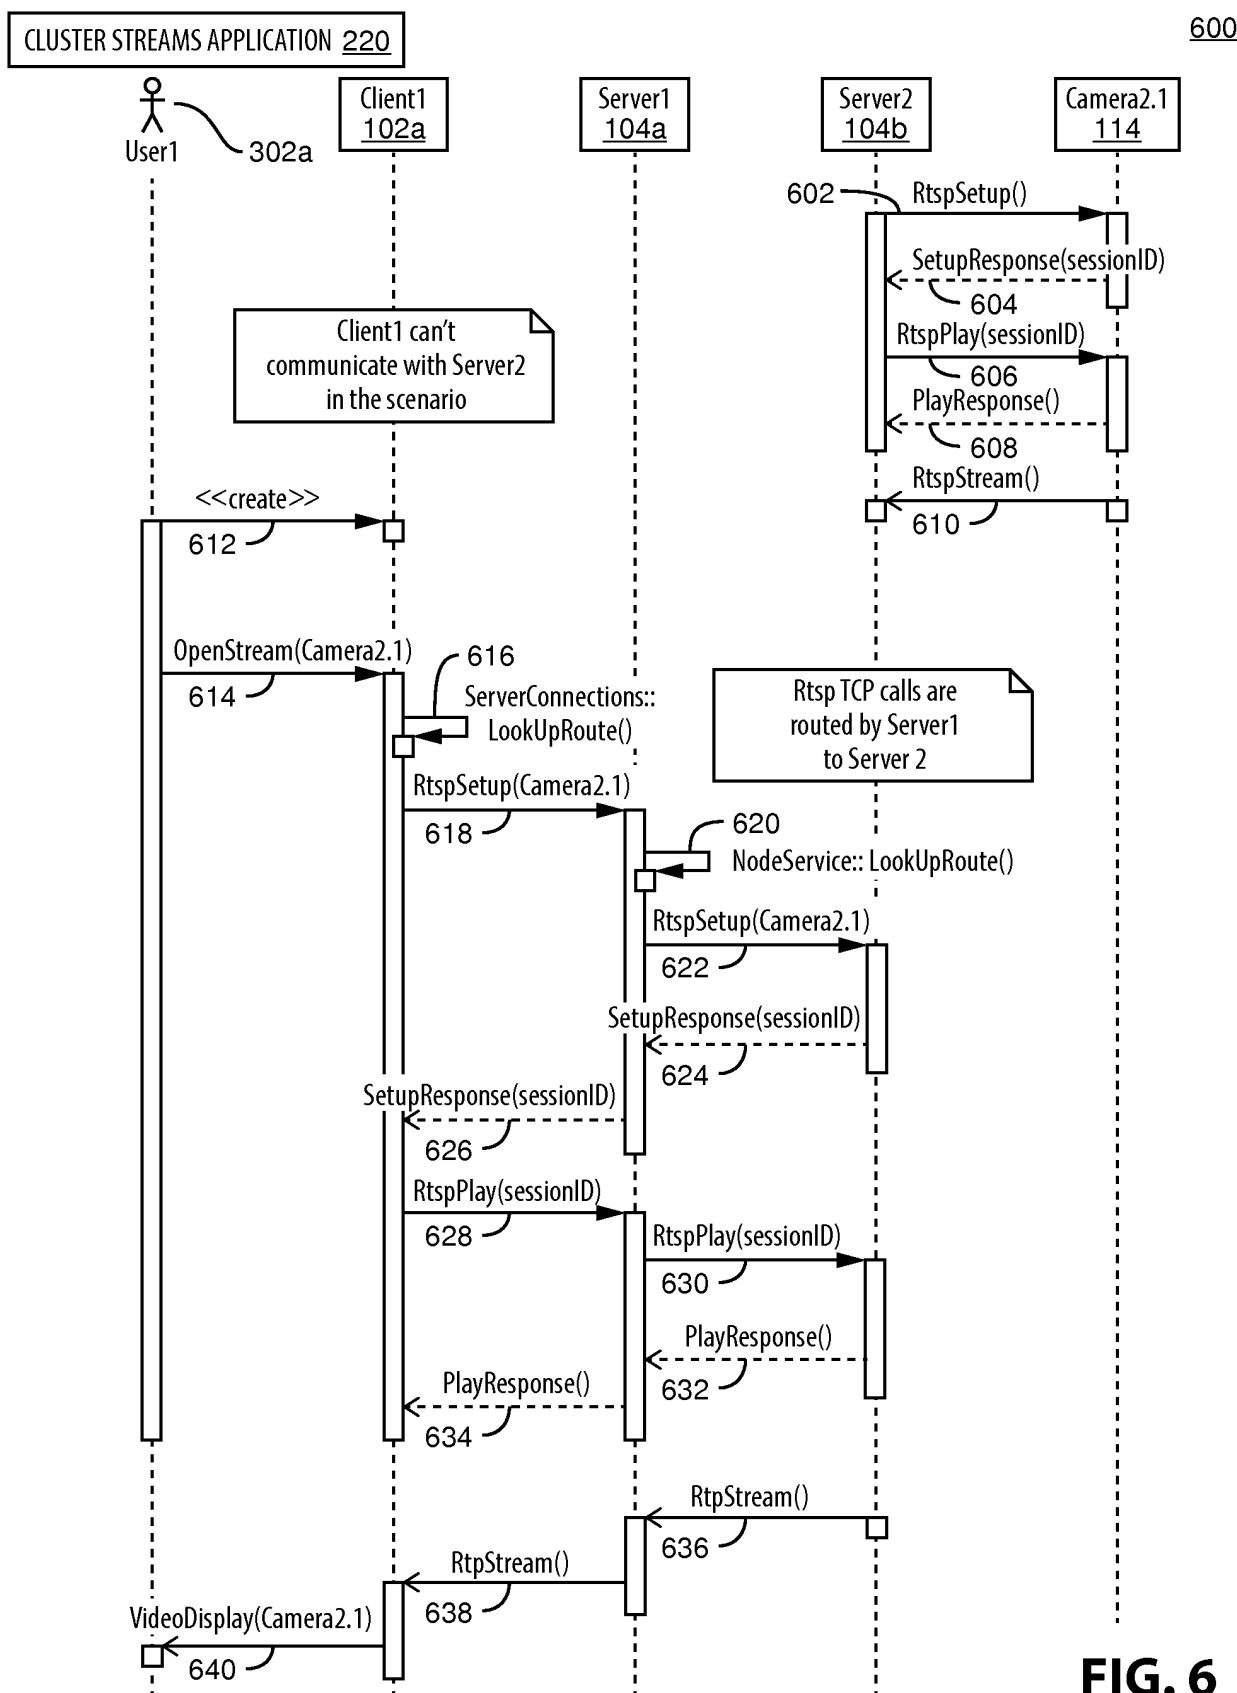 CLUSTER STREAMS APPLICATION 220
600
User1
302a
Client1
102a
Server1
104a
Server2
104b
Camera2.1
114
602
RtspSetup()
SetupResponse(sessionID)
604
Client1 can't
communicate with Server2
in the scenario
RtspPlay(sessionID)
606
PlayResponse()
608
RtspStream()
610
<<create>>
612
OpenStream(Camera2.1)
614
616
ServerConnections::
LookUpRoute()
Rtsp TCP calls are
routed by Server1
to Server 2
RtspSetup(Camera2.1)
618
620
NodeService:: LookUpRoute()
RtspSetup(Camera2.1)
622
SetupResponse(sessionID)
624
SetupResponse(sessionID)
626
RtspPlay(sessionID)
628
RtspPlay(sessionID)
630
PlayResponse()
632
PlayResponse()
634
RtpStream()
636
RtpStream()
638
VideoDisplay(Camera2.1)
640
FIG. 6